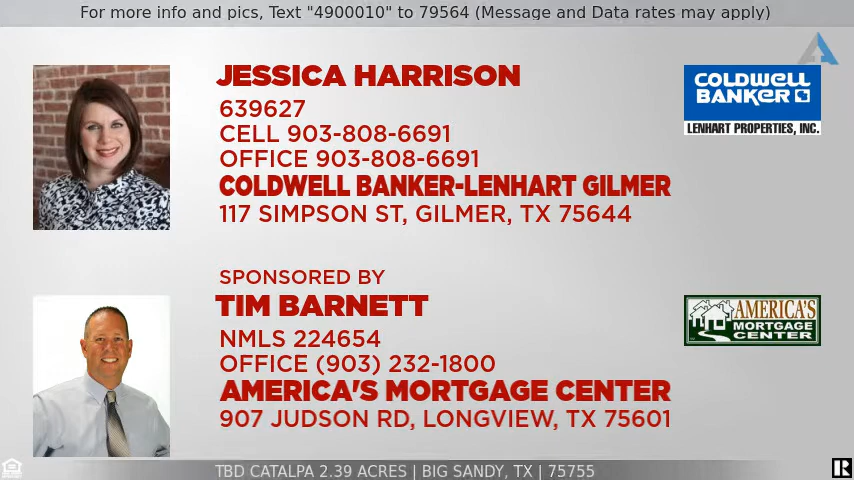 For more info and pics, Text "4900010" to 79564 (Message and Data rates may apply)
JESSICA HARRISON
639627
CELL 903-808-6691
OFFICE 903-808-6691
COLDWELL BANKER-LENHART GILMER
117 SIMPSON ST, GILMER, TX 75644
COLDWELL
BANKER
LENHART PROPERTIES, INC.
SPONSORED BY
TIM BARNETT
NMLS 224654
OFFICE (903) 232-1800
AMERICA'S MORTGAGE CENTER
907 JUDSON RD, LONGVIEW, TX 75601
AMERICA'S
MORTGAGE
CENTER
TBD CATALPA 2.39 ACRES | BIG SANDY, TX | 75755